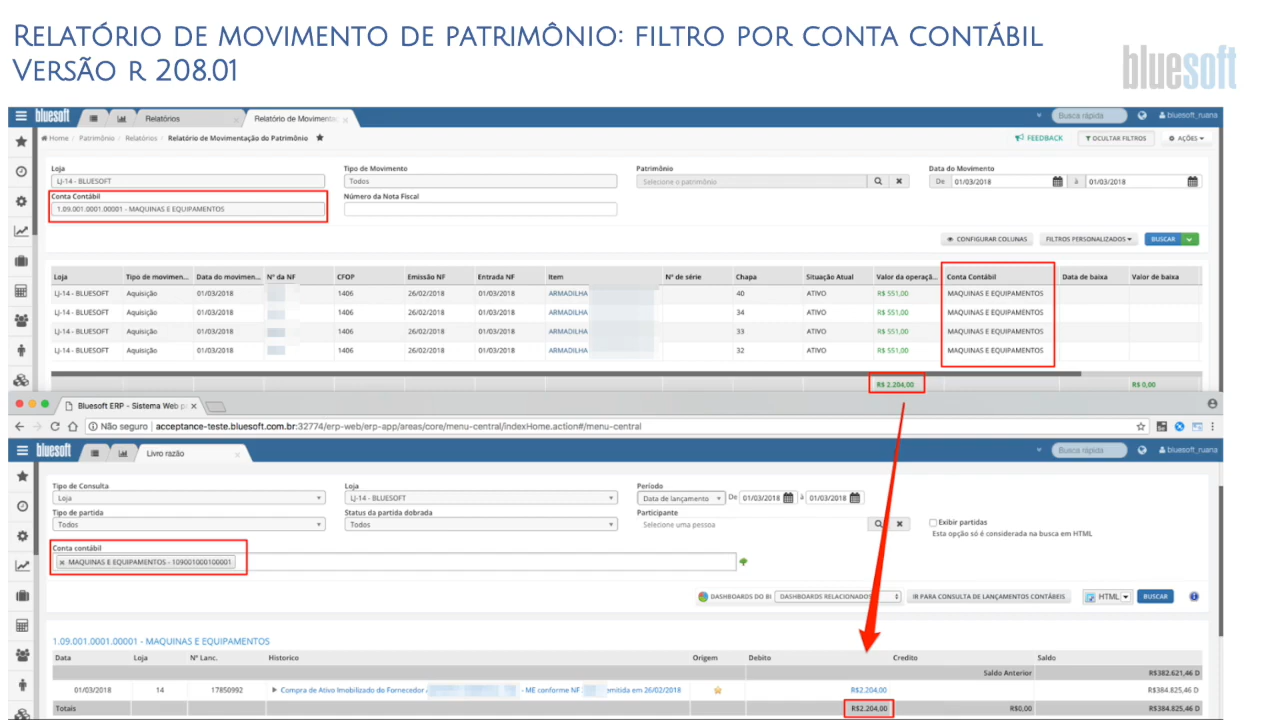 Relatório de movimento de patrimônio: filtro por conta contábil
Versão r 208.01
bluesoft
bluesoft Relatórios × Relatório de Movimentaç × Busca rápida bluesoft_ruana
Home / Patrimônio / Relatórios / Relatório de Movimentação do Patrimônio FEEDBACK OCULTAR FILTROS AÇÕES
Loja Tipo de Movimento Patrimônio Data do Movimento
LJ-14 - BLUESOFT Todos Selecione o patrimônio De 01/03/2018 à 01/03/2018
Conta Contábil Número da Nota Fiscal
1.09.001.0001.00001 - MAQUINAS E EQUIPAMENTOS
CONFIGURAR COLUNAS FILTROS PERSONALIZADOS BUSCAR
Loja Tipo de movimen... Data do movimen... Nº da NF CFOP Emissão NF Entrada NF Item Nº de série Chapa Situação Atual Valor da operaçã... Conta Contábil Data de baixa Valor de baixa
LJ-14 - BLUESOFT Aquisição 01/03/2018 1406 26/02/2018 01/03/2018 ARMADILHA 40 ATIVO R$ 551,00 MAQUINAS E EQUIPAMENTOS
LJ-14 - BLUESOFT Aquisição 01/03/2018 1406 26/02/2018 01/03/2018 ARMADILHA 34 ATIVO R$ 551,00 MAQUINAS E EQUIPAMENTOS
LJ-14 - BLUESOFT Aquisição 01/03/2018 1406 26/02/2018 01/03/2018 ARMADILHA 33 ATIVO R$ 551,00 MAQUINAS E EQUIPAMENTOS
LJ-14 - BLUESOFT Aquisição 01/03/2018 1406 26/02/2018 01/03/2018 ARMADILHA 32 ATIVO R$ 551,00 MAQUINAS E EQUIPAMENTOS
R$ 2.204,00 R$ 0,00
Bluesoft ERP - Sistema Web p ×
Não seguro | acceptance-teste.bluesoft.com.br:32774/erp-web/erp-app/areas/core/menu-central/indexHome.action#/menu-central
bluesoft Livro razão × Busca rápida bluesoft_ruana
Tipo de Consulta Loja Período
Loja LJ-14 - BLUESOFT Data de lançamento De 01/03/2018 à 01/03/2018
Tipo de partida Status da partida dobrada Participante
Todos Todos Selecione uma pessoa Exibir partidas
Esta opção só é considerada na busca em HTML
Conta contábil
× MAQUINAS E EQUIPAMENTOS - 109001000100001
DASHBOARDS DO BI DASHBOARDS RELACIONADOS IR PARA CONSULTA DE LANÇAMENTOS CONTÁBEIS HTML BUSCAR
1.09.001.0001.00001 - MAQUINAS E EQUIPAMENTOS
Data Loja Nº Lanc. Historico Origem Debito Credito Saldo
Saldo Anterior R$382.621,46 D
01/03/2018 14 17850992 Compra de Ativo Imobilizado do Fornecedor - ME conforme NF emitida em 26/02/2018 R$2.204,00 R$384.825,46 D
Totais R$2.204,00 R$0,00 R$384.825,46 D